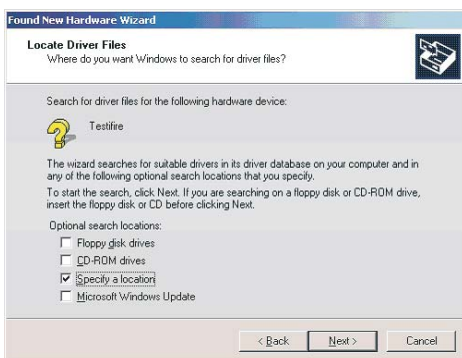 Found New Hardware Wizard
Locate Driver Files
Where do you want Windows to search for driver files?
Search for driver files for the following hardware device:
Testifire
The wizard searches for suitable drivers in its driver database on your computer and in
any of the following optional search locations that you specify.
To start the search, click Next. If you are searching on a floppy disk or CD-ROM drive,
insert the floppy disk or CD before clicking Next.
Optional search locations:
Floppy disk drives
CD-ROM drives
Specify a location
Microsoft Windows Update
< Back Next > Cancel